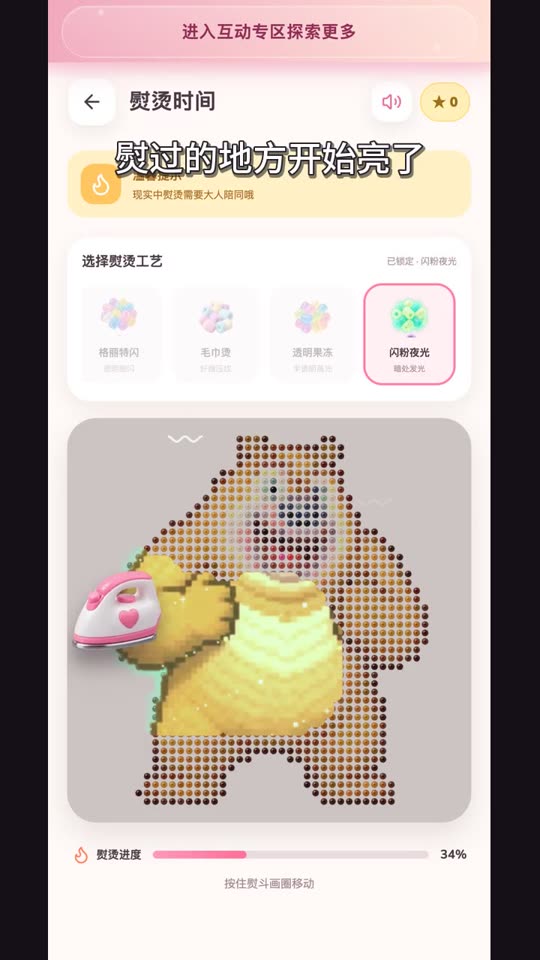 进入互动专区探索更多
熨烫时间
★ 0
熨过的地方开始亮了
现实中熨烫需要大人陪同哦
选择熨烫工艺
已锁定 · 闪粉夜光
格丽特闪
毛巾烫
透明果冻
闪粉夜光
暗处发光
熨烫进度
34%
按住熨斗画圈移动